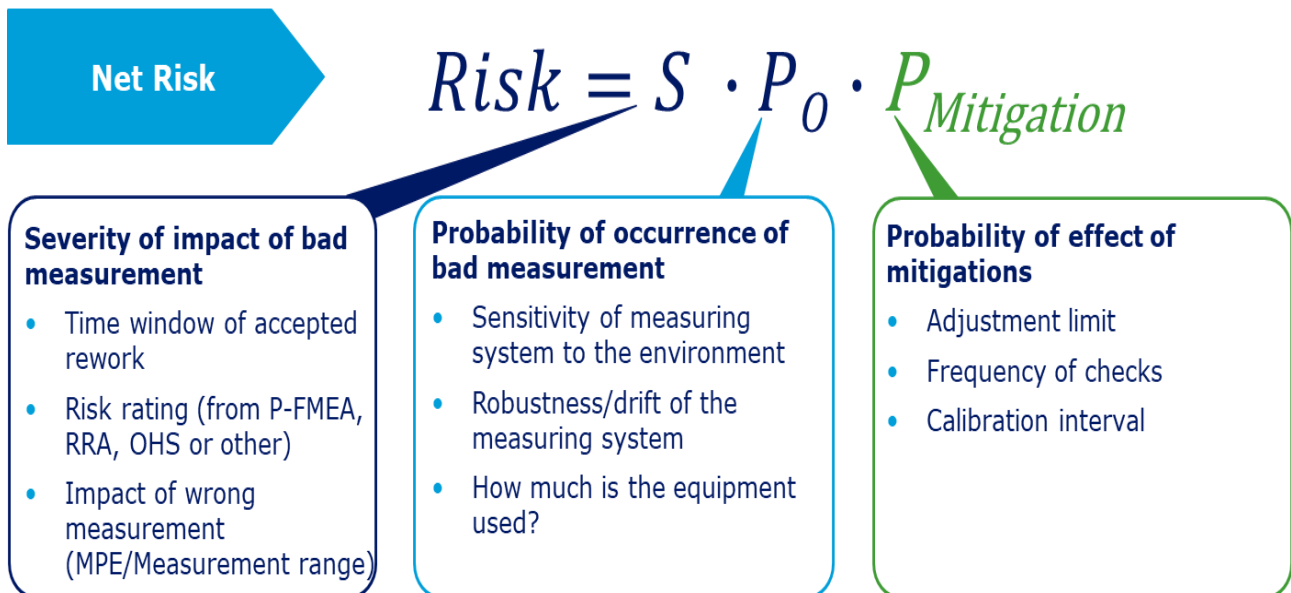 Net Risk
Risk = S · P_O · P_Mitigation
Severity of impact of bad
measurement
• Time window of accepted
rework
• Risk rating (from P-FMEA,
RRA, OHS or other)
• Impact of wrong
measurement
(MPE/Measurement range)
Probability of occurrence of
bad measurement
• Sensitivity of measuring
system to the environment
• Robustness/drift of the
measuring system
• How much is the equipment
used?
Probability of effect of
mitigations
• Adjustment limit
• Frequency of checks
• Calibration interval